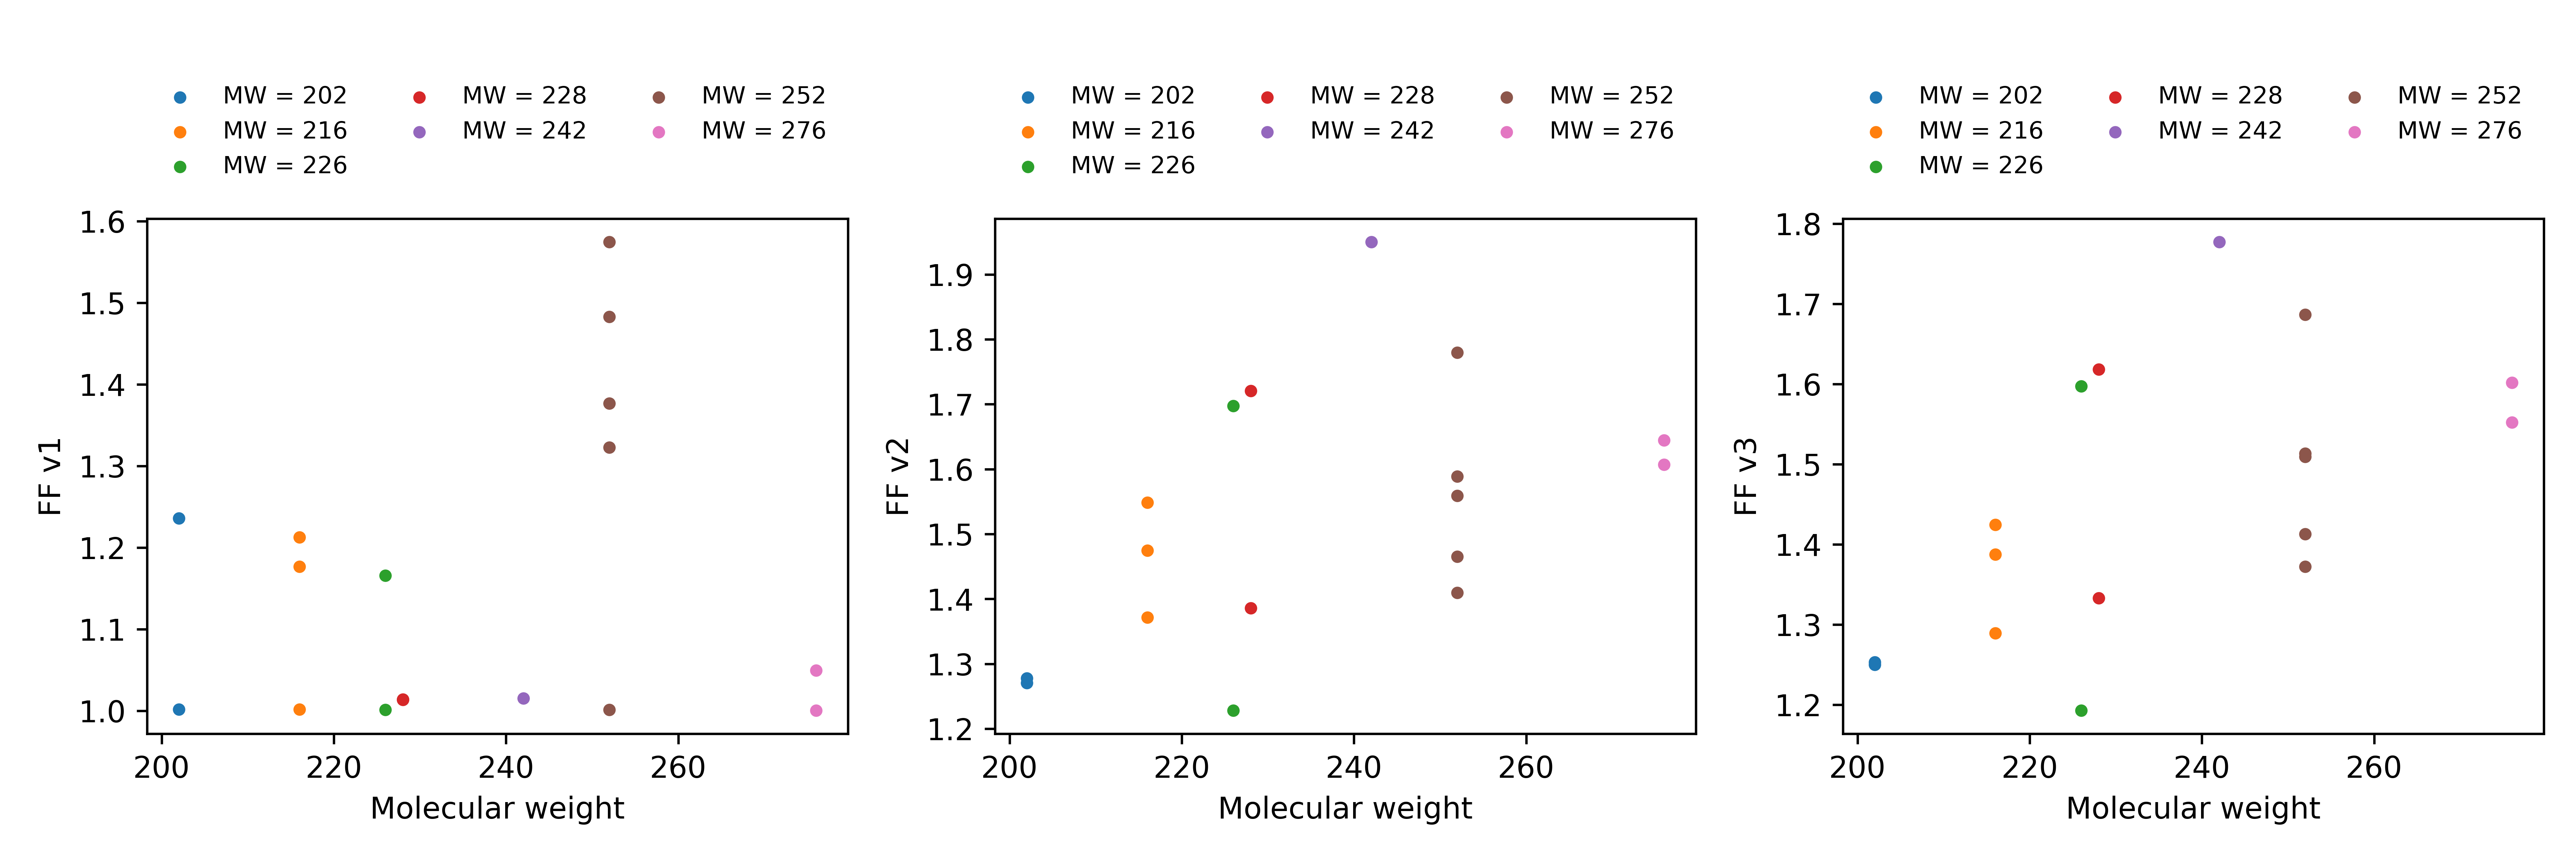 MW = 202
MW = 216
MW = 226
MW = 228
MW = 242
MW = 252
MW = 276
1.6
1.5
1.4
1.3
1.2
1.1
1.0
FF v1
200 220 240 260
Molecular weight
MW = 202
MW = 216
MW = 226
MW = 228
MW = 242
MW = 252
MW = 276
1.9
1.8
1.7
1.6
1.5
1.4
1.3
1.2
FF v2
200 220 240 260
Molecular weight
MW = 202
MW = 216
MW = 226
MW = 228
MW = 242
MW = 252
MW = 276
1.8
1.7
1.6
1.5
1.4
1.3
1.2
FF v3
200 220 240 260
Molecular weight